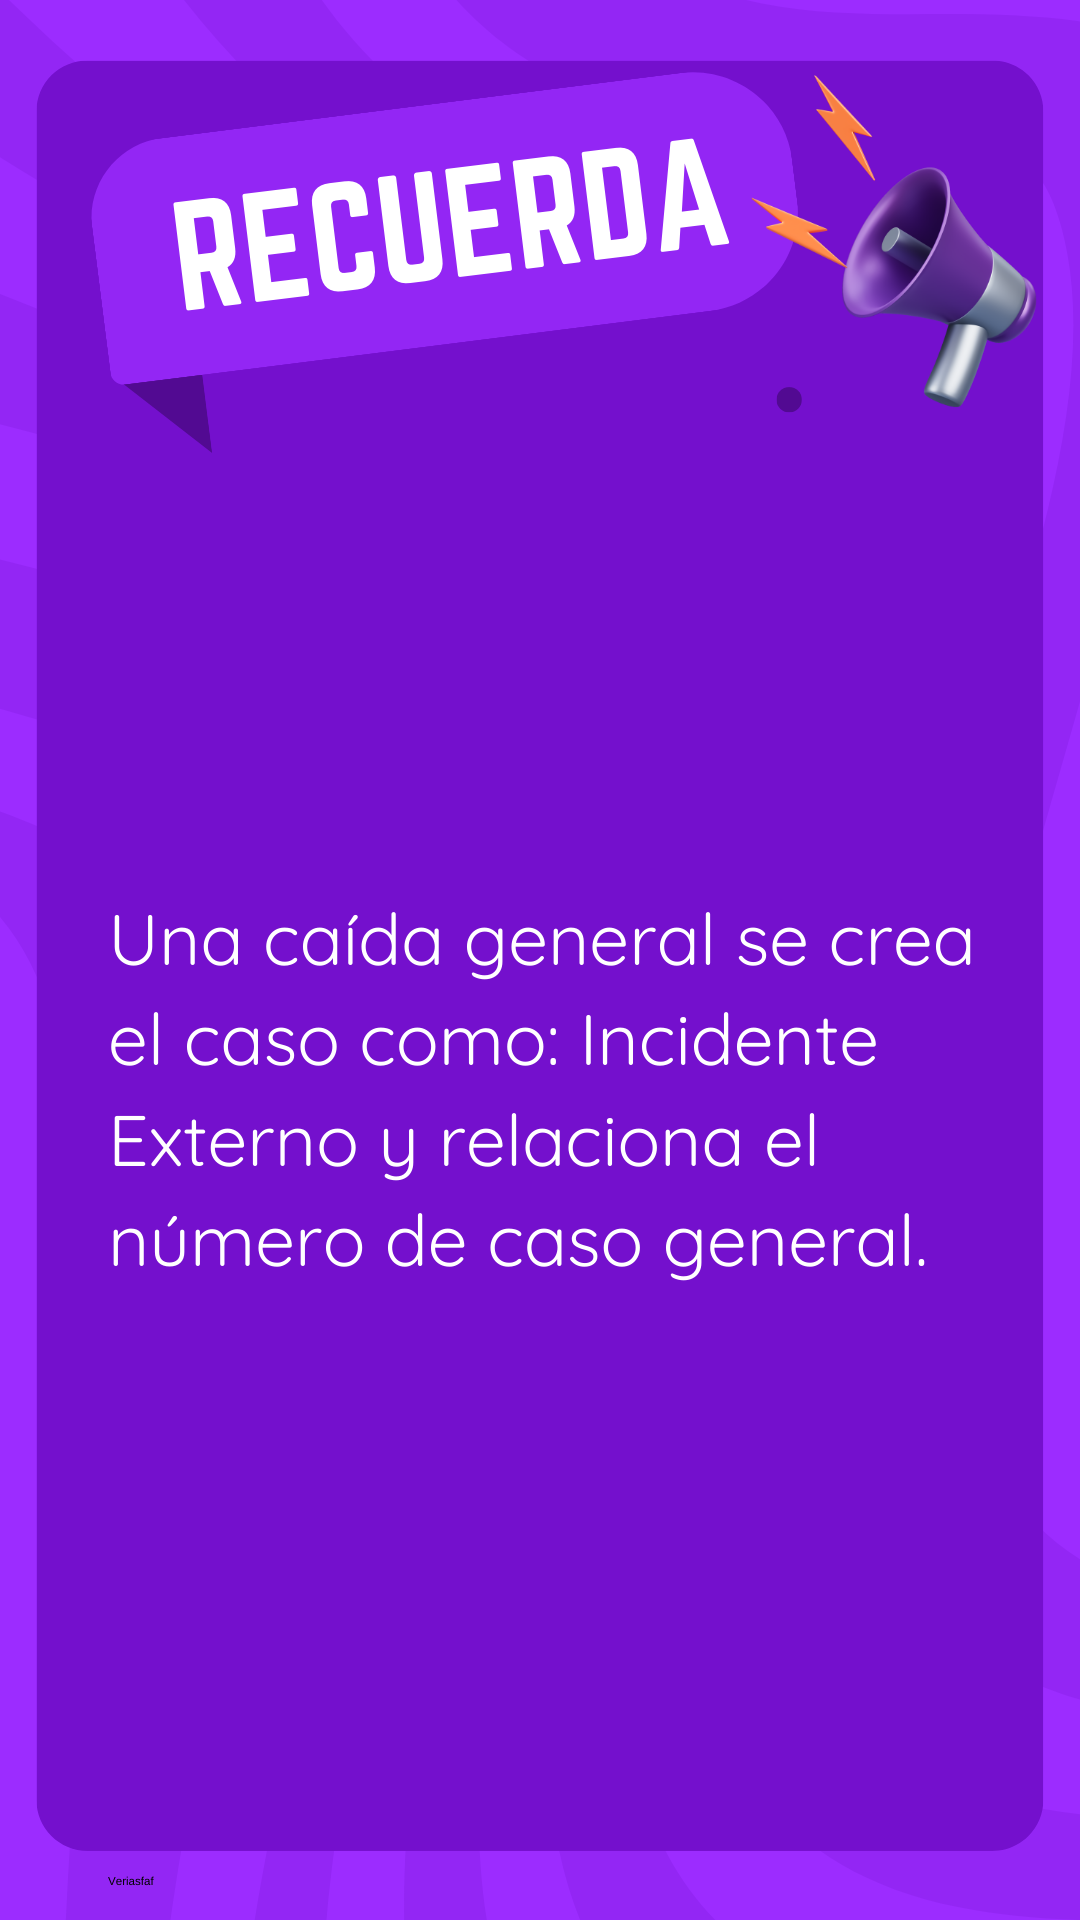 RECUERDA
Una caída general se crea
el caso como: Incidente
Externo y relaciona el
número de caso general.
Veriasfaf